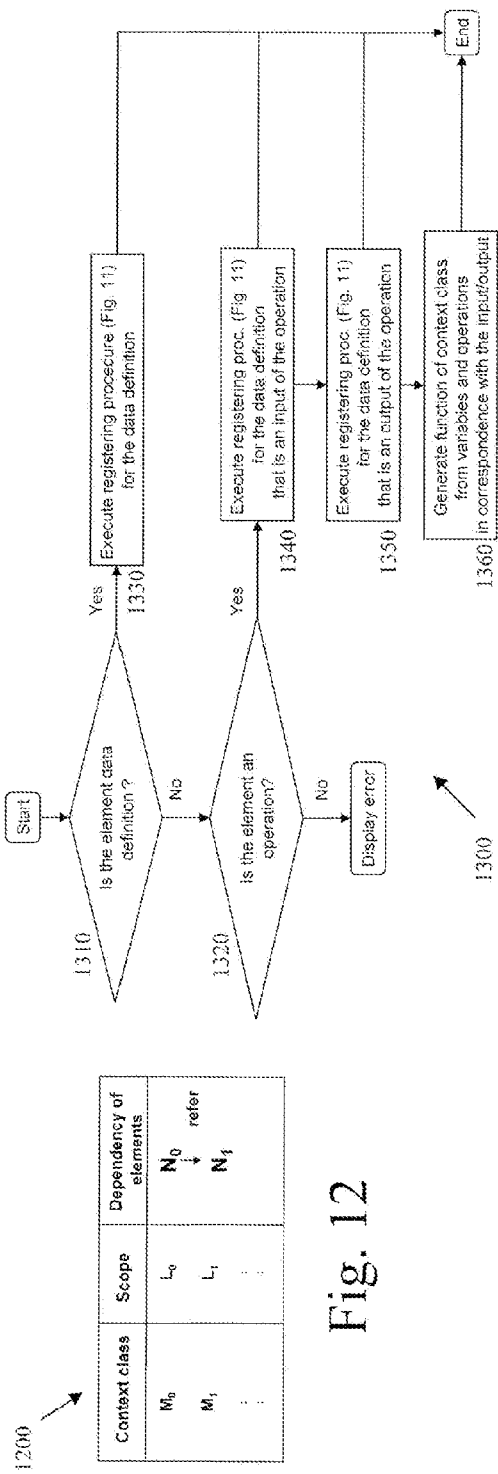 1200
Context class Scope Dependency of
elements
M₀ L₀ N₀
refer
M₁ L₁ N₁
: : : :
Fig. 12
Start
1310
Is the element data
definition ?
Yes
No
1330
Execute registering procedure (Fig. 11)
for the data definition
1320
Is the element an
operation?
Yes
No
Display error
1340
Execute registering proc. (Fig. 11)
for the data definition
that is an input of the operation
1350
Execute registering proc. (Fig. 11)
for the data definition
that is an output of the operation
1360
Generate function of context class
from variables and operations
in correspondence with the input/output
End
1300